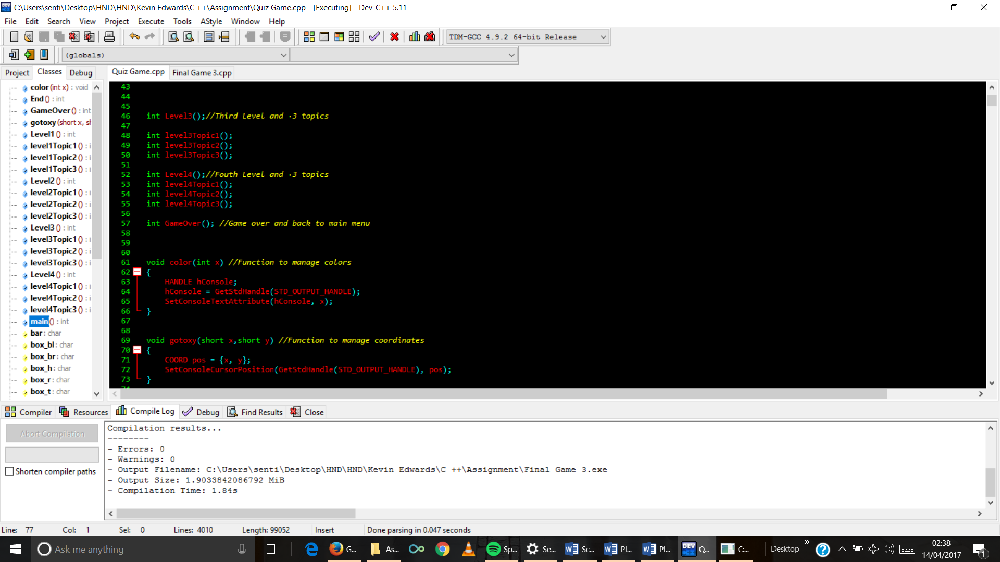 C:\Users\senti\Desktop\HND\HND\Kevin Edwards\C ++\Assignment\Quiz Game.cpp - [Executing] - Dev-C++ 5.11
File Edit Search View Project Execute Tools AStyle Window Help
TDM-GCC 4.9.2 64-bit Release
(globals)
Project Classes Debug
Quiz Game.cpp Final Game 3.cpp
color (int x) : void
End () : int
GameOver () : int
gotoxy (short x, sh
Level1 () : int
level1Topic1 () : i
level1Topic2 () : i
level1Topic3 () : i
Level2 () : int
level2Topic1 () : i
level2Topic2 () : i
level2Topic3 () : i
Level3 () : int
level3Topic1 () : i
level3Topic2 () : i
level3Topic3 () : i
Level4 () : int
level4Topic1 () : i
level4Topic2 () : i
level4Topic3 () : i
main () : int
bar : char
box_bl : char
box_br : char
box_h : char
box_r : char
box_t : char
43
44
45
46 int Level3();//Third Level and -3 topics
47
48 int level3Topic1();
49 int level3Topic2();
50 int level3Topic3();
51
52 int Level4();//Fouth Level and -3 topics
53 int level4Topic1();
54 int level4Topic2();
55 int level4Topic3();
56
57 int GameOver(); //Game over and back to main menu
58
59
60
61 void color(int x) //Function to manage colors
62 {
63 HANDLE hConsole;
64 hConsole = GetStdHandle(STD_OUTPUT_HANDLE);
65 SetConsoleTextAttribute(hConsole, x);
66 }
67
68
69 void gotoxy(short x,short y) //Function to manage coordinates
70 {
71 COORD pos = {x, y};
72 SetConsoleCursorPosition(GetStdHandle(STD_OUTPUT_HANDLE), pos);
73 }
74
Compiler Resources Compile Log Debug Find Results Close
Abort Compilation
Shorten compiler paths
Compilation results...
--------
- Errors: 0
- Warnings: 0
- Output Filename: C:\Users\senti\Desktop\HND\HND\Kevin Edwards\C ++\Assignment\Final Game 3.exe
- Output Size: 1.9033842086792 MiB
- Compilation Time: 1.84s
Line: 77 Col: 1 Sel: 0 Lines: 4010 Length: 99052 Insert Done parsing in 0.047 seconds
Ask me anything
G... As... Sp... Se... Sc... Pl... Pl... DEV Q... C:... Desktop
02:38
14/04/2017
1